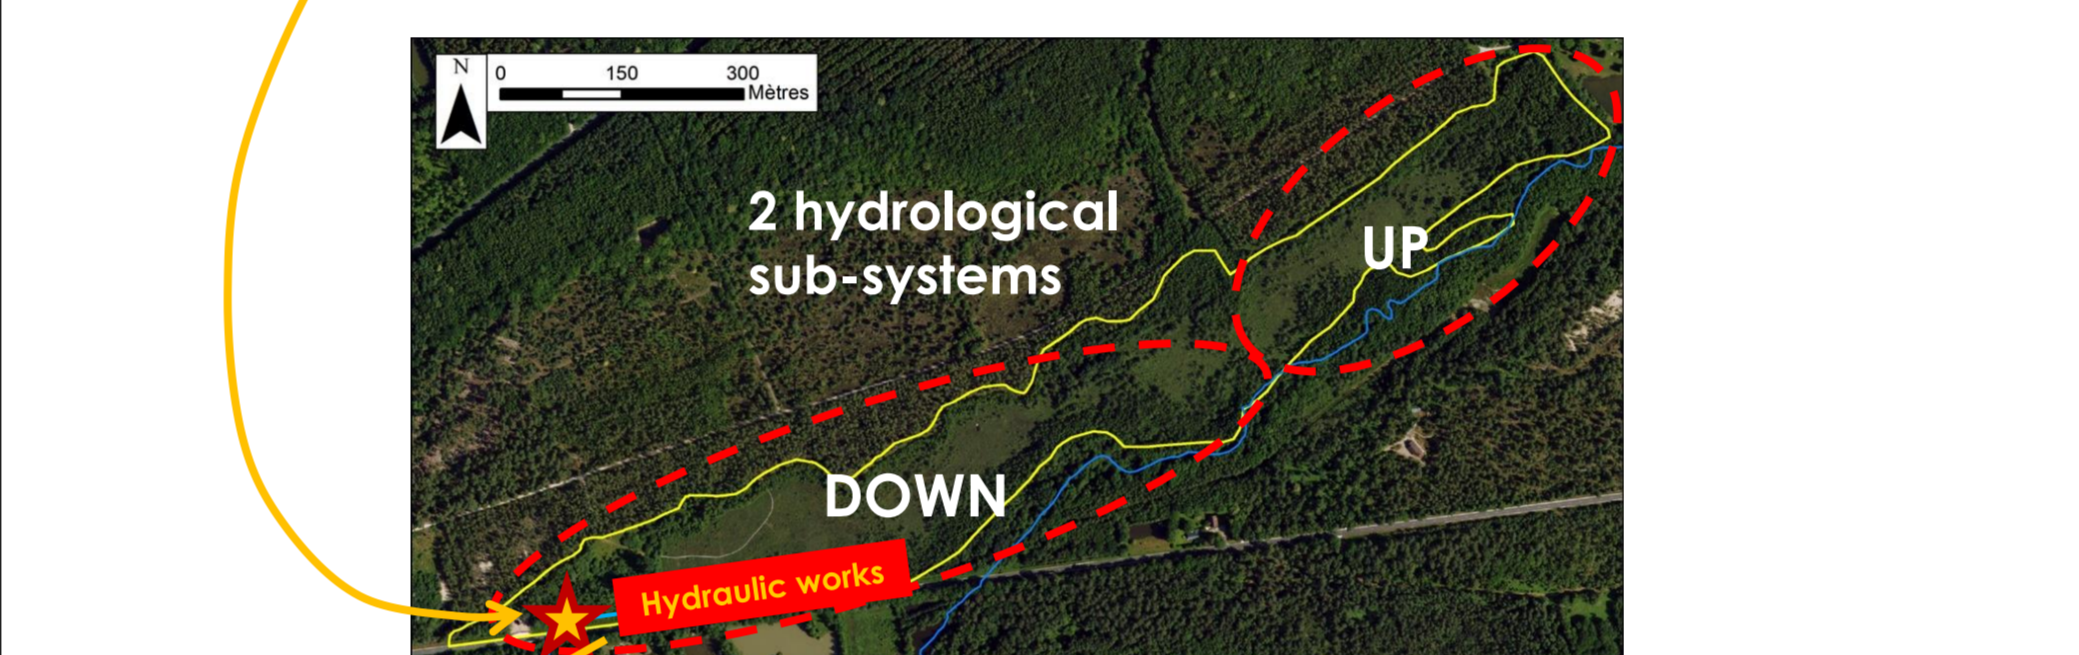 N
0 150 300
Mètres
2 hydrological
sub-systems
UP
DOWN
Hydraulic works